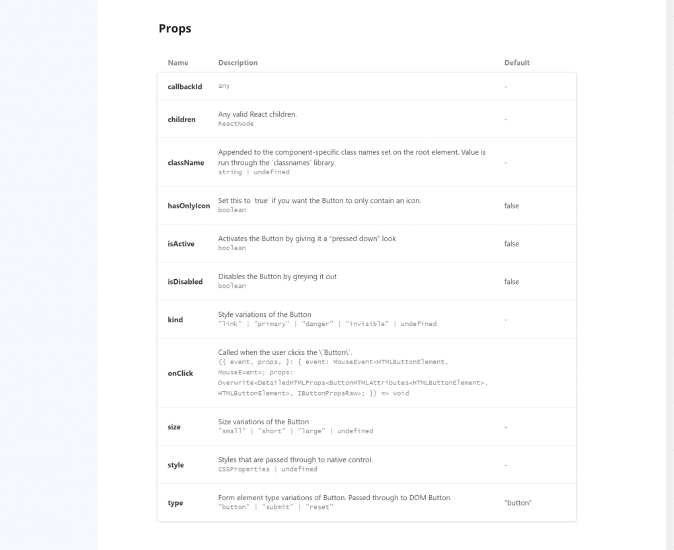 Props
Name Description Default
callbackId any -
children Any valid React children. -
ReactNode
className Appended to the component-specific class names set on the root element. Value is -
run through the `classnames` library.
string | undefined
hasOnlyIcon Set this to `true` if you want the Button to only contain an icon. false
boolean
isActive Activates the Button by giving it a "pressed down" look false
boolean
isDisabled Disables the Button by greying it out false
boolean
kind Style variations of the Button -
"link" | "primary" | "danger" | "invisible" | undefined
onClick Called when the user clicks the \`Button\`.
({ event, props, }: { event: MouseEvent<HTMLButtonElement,
MouseEvent>; props:
Overwrite<DetailedHTMLProps<ButtonHTMLAttributes<HTMLButtonElement>,
HTMLButtonElement>, IButtonPropsRaw>; }) => void
size Size variations of the Button -
"small" | "short" | "large" | undefined
style Styles that are passed through to native control. -
CSSProperties | undefined
type Form element type variations of Button. Passed through to DOM Button. "button"
"button" | "submit" | "reset"